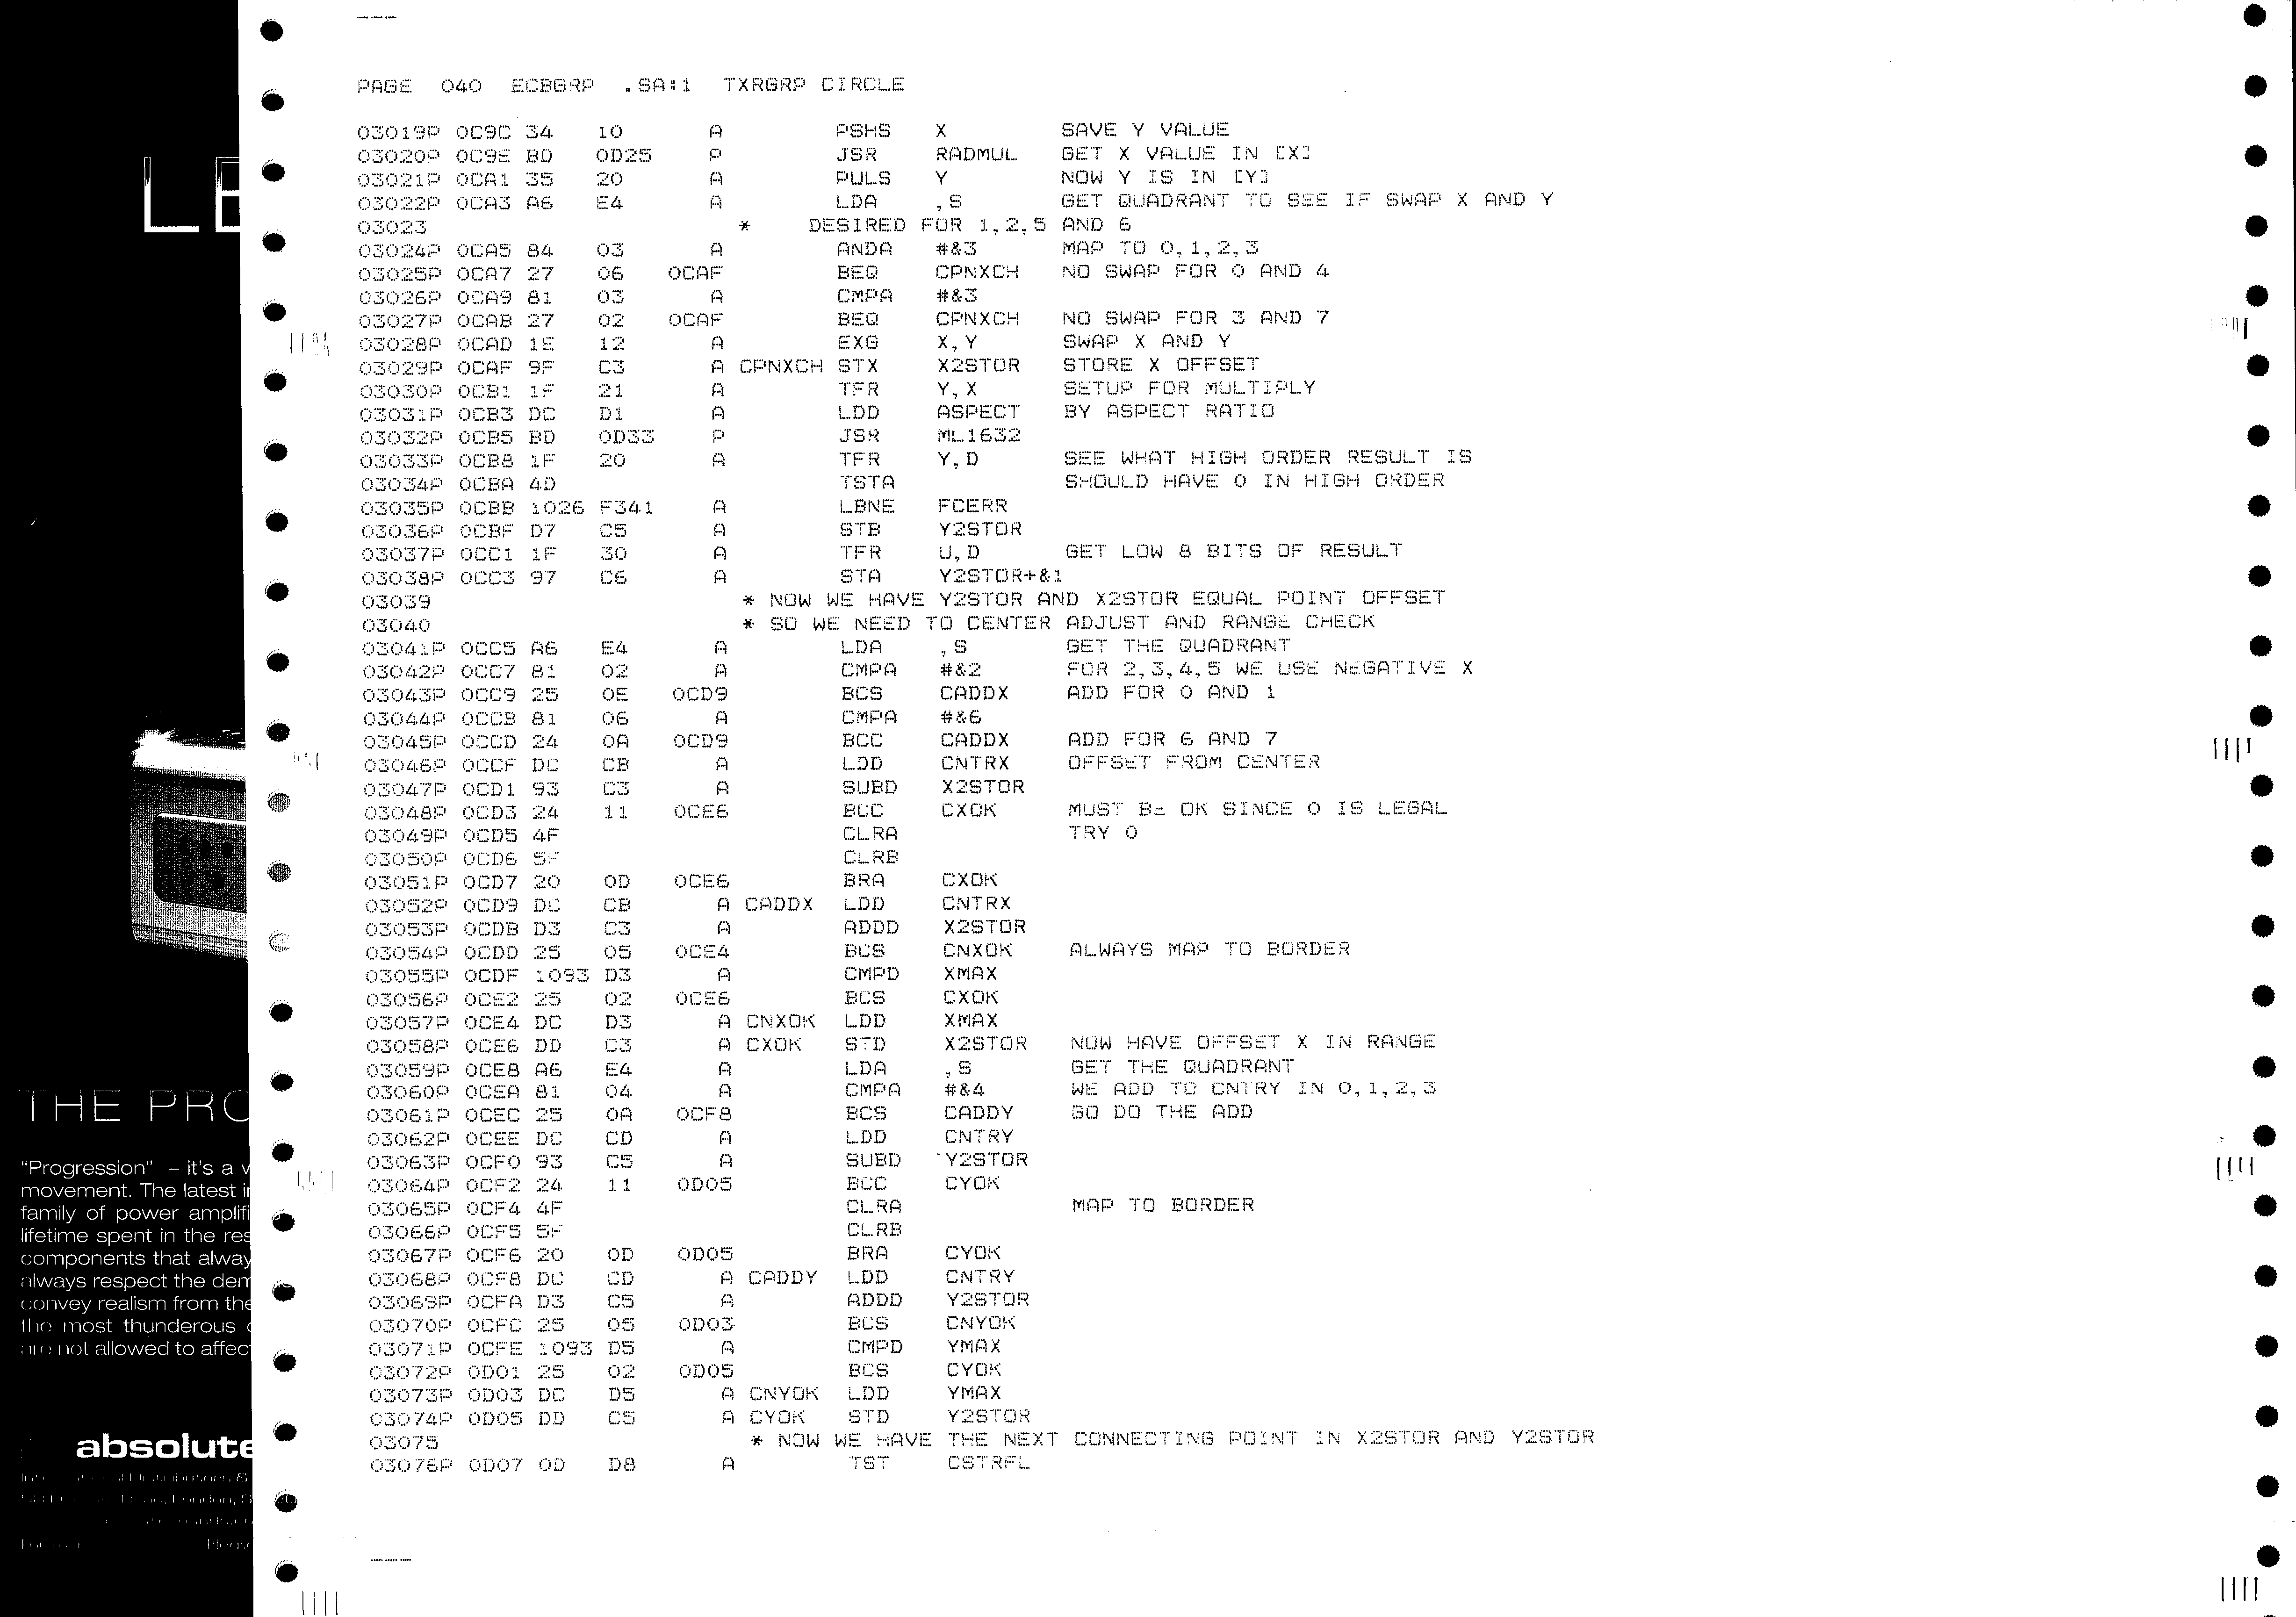 PAGE 040 ECBGRP .SA:1 TXRGRP CIRCLE
03019P 0C9C 34 10 A PSHS X SAVE Y VALUE
03020P 0C9E BD 0D25 P JSR RADMUL GET X VALUE IN [X]
03021P 0CA1 35 20 A PULS Y NOW Y IS IN [Y]
03022P 0CA3 A6 E4 A LDA ,S GET QUADRANT TO SEE IF SWAP X AND Y
03023 * DESIRED FOR 1,2,5 AND 6
03024P 0CA5 84 03 A ANDA #&3 MAP TO 0,1,2,3
03025P 0CA7 27 06 0CAF BEQ CPNXCH NO SWAP FOR 0 AND 4
03026P 0CA9 81 03 A CMPA #&3
03027P 0CAB 27 02 0CAF BEQ CPNXCH NO SWAP FOR 3 AND 7
03028P 0CAD 1E 12 A EXG X,Y SWAP X AND Y
03029P 0CAF 9F C3 A CPNXCH STX X2STOR STORE X OFFSET
03030P 0CB1 1F 21 A TFR Y,X SETUP FOR MULTIPLY
03031P 0CB3 DC D1 A LDD ASPECT BY ASPECT RATIO
03032P 0CB5 BD 0D33 P JSR ML1632
03033P 0CB8 1F 20 A TFR Y,D SEE WHAT HIGH ORDER RESULT IS
03034P 0CBA 4D TSTA SHOULD HAVE 0 IN HIGH ORDER
03035P 0CBB 1026 F341 A LBNE FCERR
03036P 0CBF D7 C5 A STB Y2STOR
03037P 0CC1 1F 30 A TFR U,D GET LOW 8 BITS OF RESULT
03038P 0CC3 97 C6 A STA Y2STOR+&1
03039 * NOW WE HAVE Y2STOR AND X2STOR EQUAL POINT OFFSET
03040 * SO WE NEED TO CENTER ADJUST AND RANGE CHECK
03041P 0CC5 A6 E4 A LDA ,S GET THE QUADRANT
03042P 0CC7 81 02 A CMPA #&2 FOR 2,3,4,5 WE USE NEGATIVE X
03043P 0CC9 25 0E 0CD9 BCS CADDX ADD FOR 0 AND 1
03044P 0CCB 81 06 A CMPA #&6
03045P 0CCD 24 0A 0CD9 BCC CADDX ADD FOR 6 AND 7
03046P 0CCF DC CB A LDD CNTRX OFFSET FROM CENTER
03047P 0CD1 93 C3 A SUBD X2STOR
03048P 0CD3 24 11 0CE6 BCC CXOK MUST BE OK SINCE 0 IS LEGAL
03049P 0CD5 4F CLRA TRY 0
03050P 0CD6 5F CLRB
03051P 0CD7 20 0D 0CE6 BRA CXOK
03052P 0CD9 DC CB A CADDX LDD CNTRX
03053P 0CDB D3 C3 A ADDD X2STOR
03054P 0CDD 25 05 0CE4 BCS CNXOK ALWAYS MAP TO BORDER
03055P 0CDF 1093 D3 A CMPD XMAX
03056P 0CE2 25 02 0CE6 BCS CXOK
03057P 0CE4 DC D3 A CNXOK LDD XMAX
03058P 0CE6 DD C3 A CXOK STD X2STOR NOW HAVE OFFSET X IN RANGE
03059P 0CE8 A6 E4 A LDA ,S GET THE QUADRANT
03060P 0CEA 81 04 A CMPA #&4 WE ADD TO CNTRY IN 0,1,2,3
03061P 0CEC 25 0A 0CF8 BCS CADDY GO DO THE ADD
03062P 0CEE DC CD A LDD CNTRY
03063P 0CF0 93 C5 A SUBD Y2STOR
03064P 0CF2 24 11 0D05 BCC CYOK
03065P 0CF4 4F CLRA MAP TO BORDER
03066P 0CF5 5F CLRB
03067P 0CF6 20 0D 0D05 BRA CYOK
03068P 0CF8 DC CD A CADDY LDD CNTRY
03069P 0CFA D3 C5 A ADDD Y2STOR
03070P 0CFC 25 05 0D03 BCS CNYOK
03071P 0CFE 1093 D5 A CMPD YMAX
03072P 0D01 25 02 0D05 BCS CYOK
03073P 0D03 DC D5 A CNYOK LDD YMAX
03074P 0D05 DD C5 A CYOK STD Y2STOR
03075 * NOW WE HAVE THE NEXT CONNECTING POINT IN X2STOR AND Y2STOR
03076P 0D07 0D D8 A TST CSTRFL
LE
THE PRO
"Progression" – it's a
movement. The latest
family of power amplifi
lifetime spent in the res
components that alway
always respect the dem
convey realism from the
the most thunderous
are not allowed to affec
absolute
London,